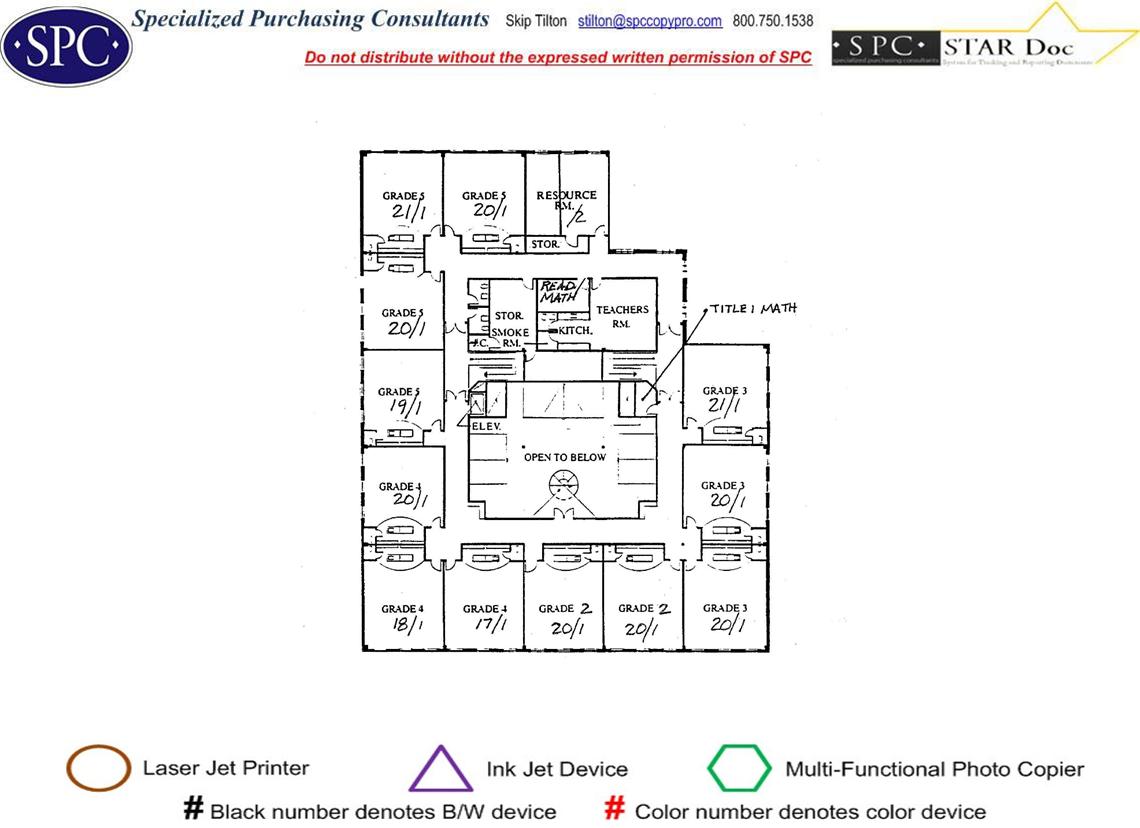 SPC
Specialized Purchasing Consultants Skip Tilton stilton@spccopypro.com 800.750.1538
Do not distribute without the expressed written permission of SPC
· SPC · STAR Doc
specialized purchasing consultants System for Tracking and Reporting Documents
GRADE 5
21/1
GRADE 5
20/1
RESOURCE
RM.
/2
STOR.
GRADE 5
20/1
STOR.
SMOKE
RM.
J.C.
READ/
MATH
KITCH.
TEACHERS
RM.
TITLE 1 MATH
GRADE 5
19/1
ELEV.
OPEN TO BELOW
GRADE 3
21/1
GRADE 4
20/1
GRADE 3
20/1
GRADE 4
18/1
GRADE 4
17/1
GRADE 2
20/1
GRADE 2
20/1
GRADE 3
20/1
Laser Jet Printer
Ink Jet Device
Multi-Functional Photo Copier
# Black number denotes B/W device
# Color number denotes color device